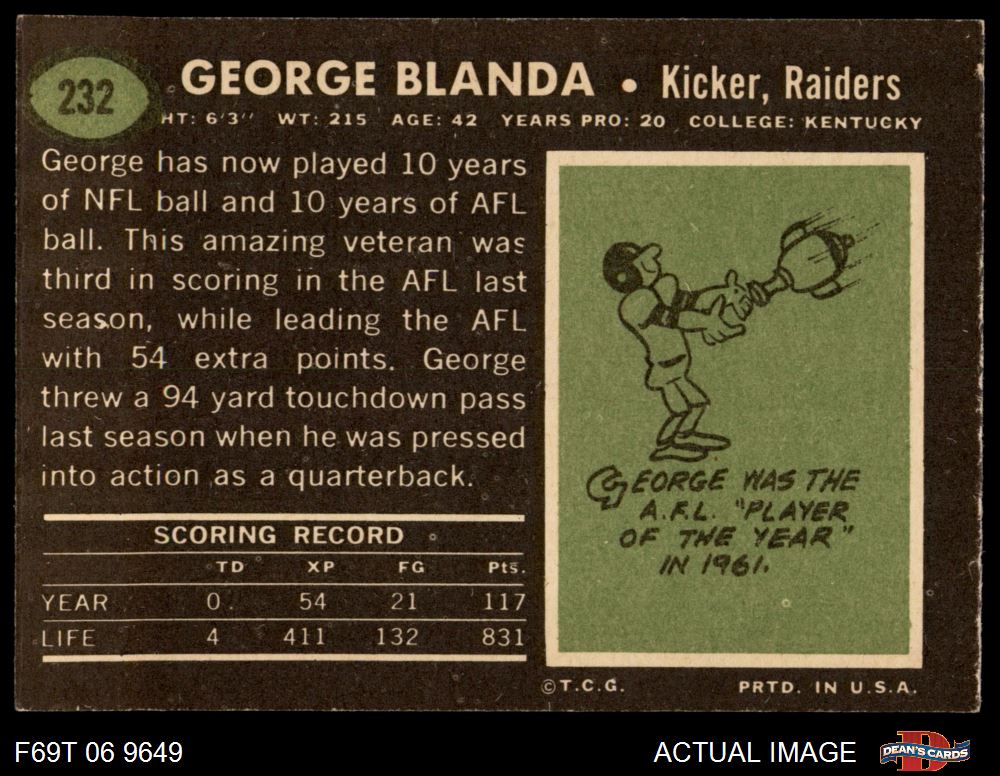 232
GEORGE BLANDA • Kicker, Raiders
HT: 6'3" WT: 215 AGE: 42 YEARS PRO: 20 COLLEGE: KENTUCKY
George has now played 10 years
of NFL ball and 10 years of AFL
ball. This amazing veteran was
third in scoring in the AFL last
season, while leading the AFL
with 54 extra points. George
threw a 94 yard touchdown pass
last season when he was pressed
into action as a quarterback.
SCORING RECORD
TD XP FG Pts.
YEAR 0 54 21 117
LIFE 4 411 132 831
GEORGE WAS THE
A.F.L. "PLAYER
OF THE YEAR"
IN 1961.
©T.C.G. PRTD. IN U.S.A.
F69T 06 9649
ACTUAL IMAGE
DEAN'S CARDS